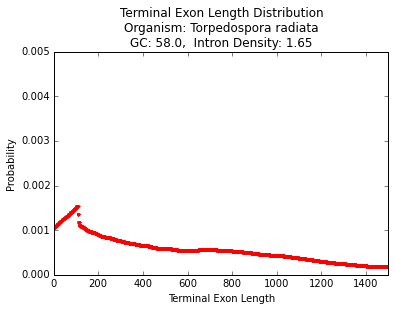 Terminal Exon Length Distribution
Organism: Torpedospora radiata
GC: 58.0,  Intron Density: 1.65
0.005
0.004
0.003
0.002
0.001
0.000
Probability
0 200 400 600 800 1000 1200 1400
Terminal Exon Length